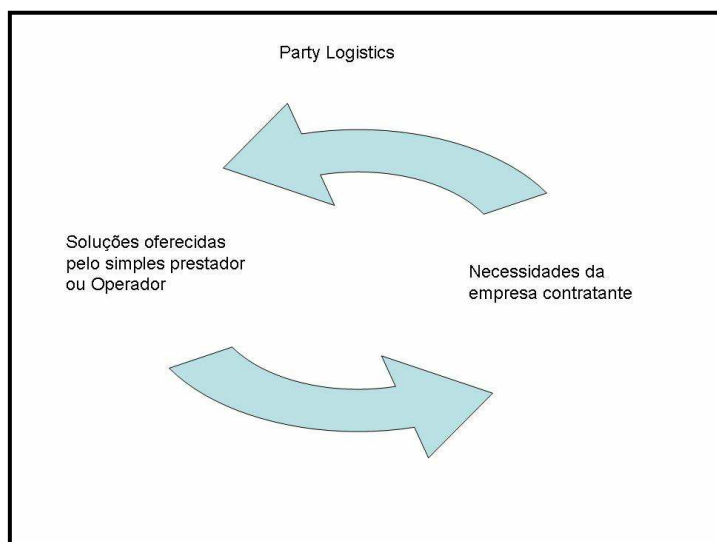 Party Logistics
Soluções oferecidas
pelo simples prestador
ou Operador
Necessidades da
empresa contratante